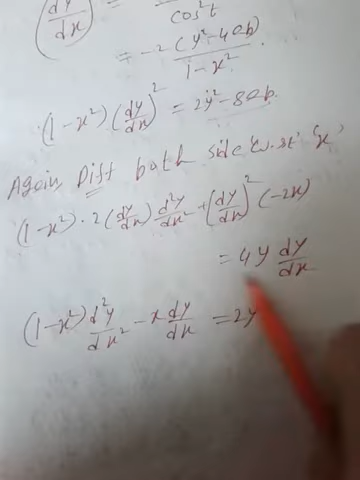 (dy/dx)
cos²t
= -2 (y²-4ab) / 1-x²
(1-x²)(dy/dx)² = 2y²-8ab.
Again, Diff both side w.r.t 'x'
(1-x²)·2(dy/dx) d²y/dx² + (dy/dx)² (-2x)
= 4y dy/dx
(1-x²) d²y/dx² - x dy/dx = 2y